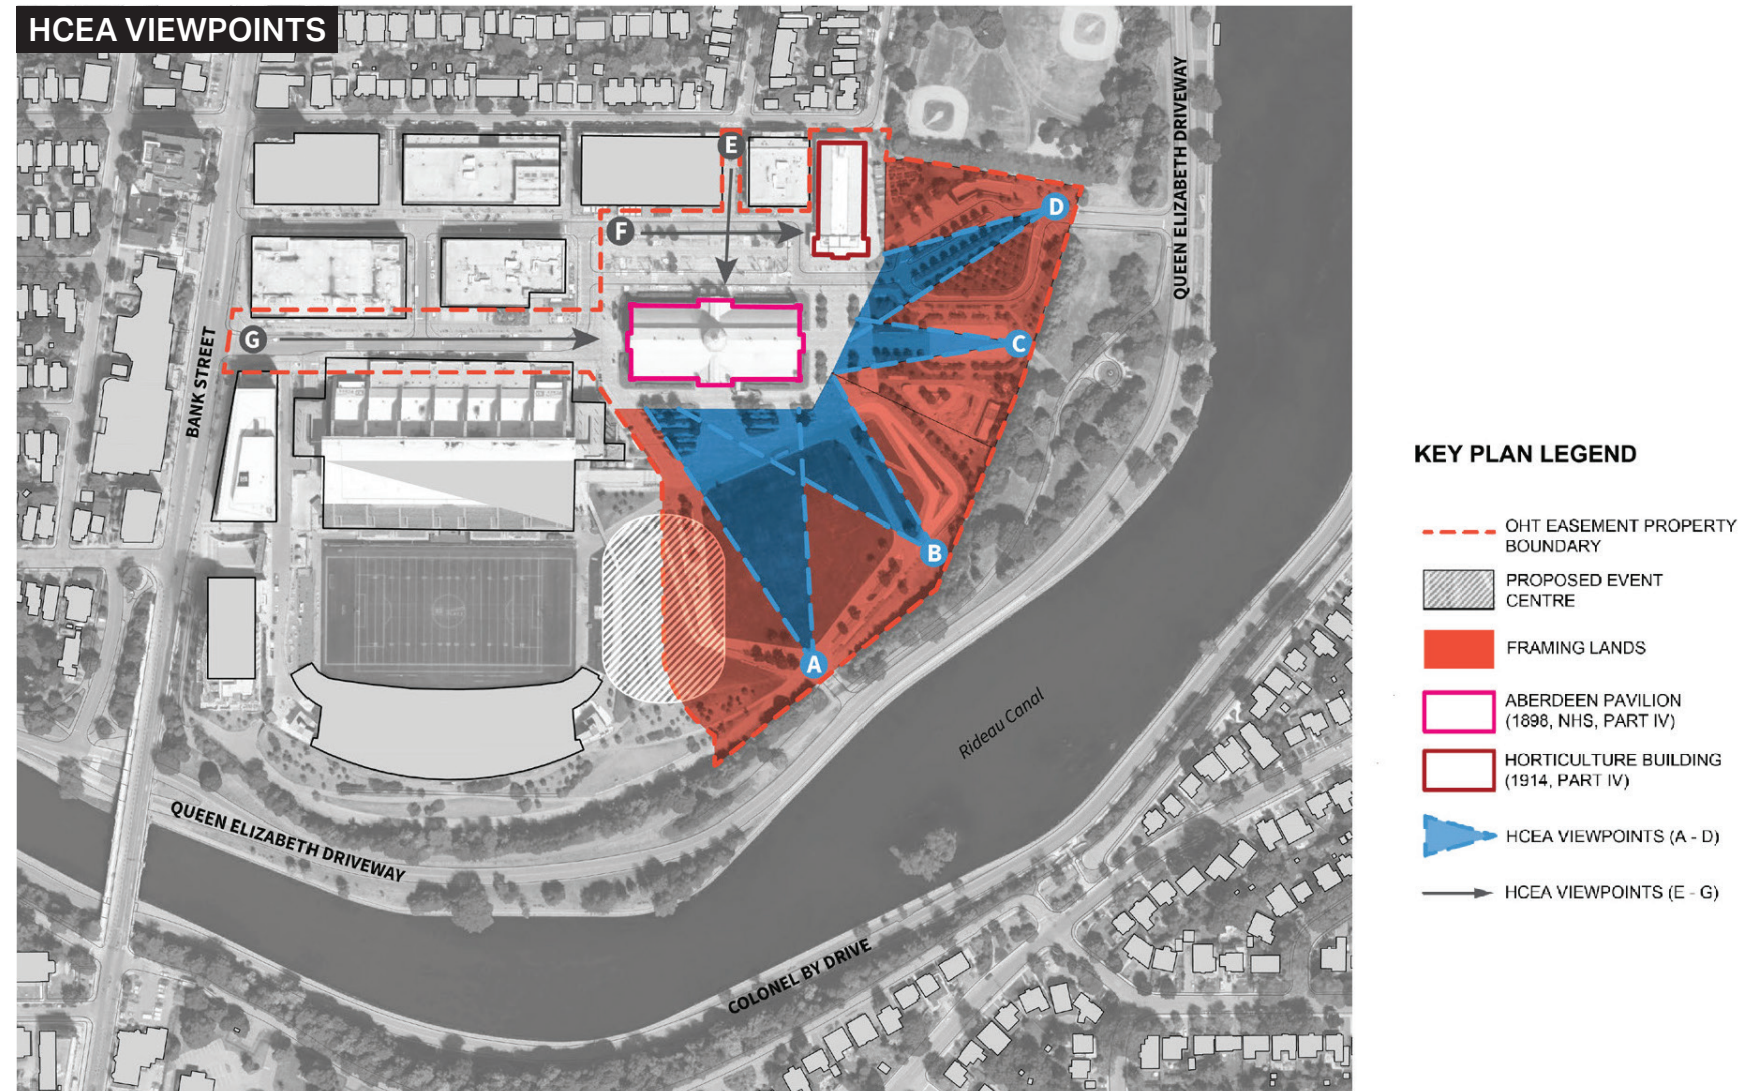 HCEA VIEWPOINTS
QUEEN ELIZABETH DRIVEWAY
E
D
F
G
C
BANK STREET
B
A
Rideau Canal
QUEEN ELIZABETH DRIVEWAY
COLONEL BY DRIVE
KEY PLAN LEGEND
OHT EASEMENT PROPERTY
BOUNDARY
PROPOSED EVENT
CENTRE
FRAMING LANDS
ABERDEEN PAVILION
(1898, NHS, PART IV)
HORTICULTURE BUILDING
(1914, PART IV)
HCEA VIEWPOINTS (A - D)
HCEA VIEWPOINTS (E - G)